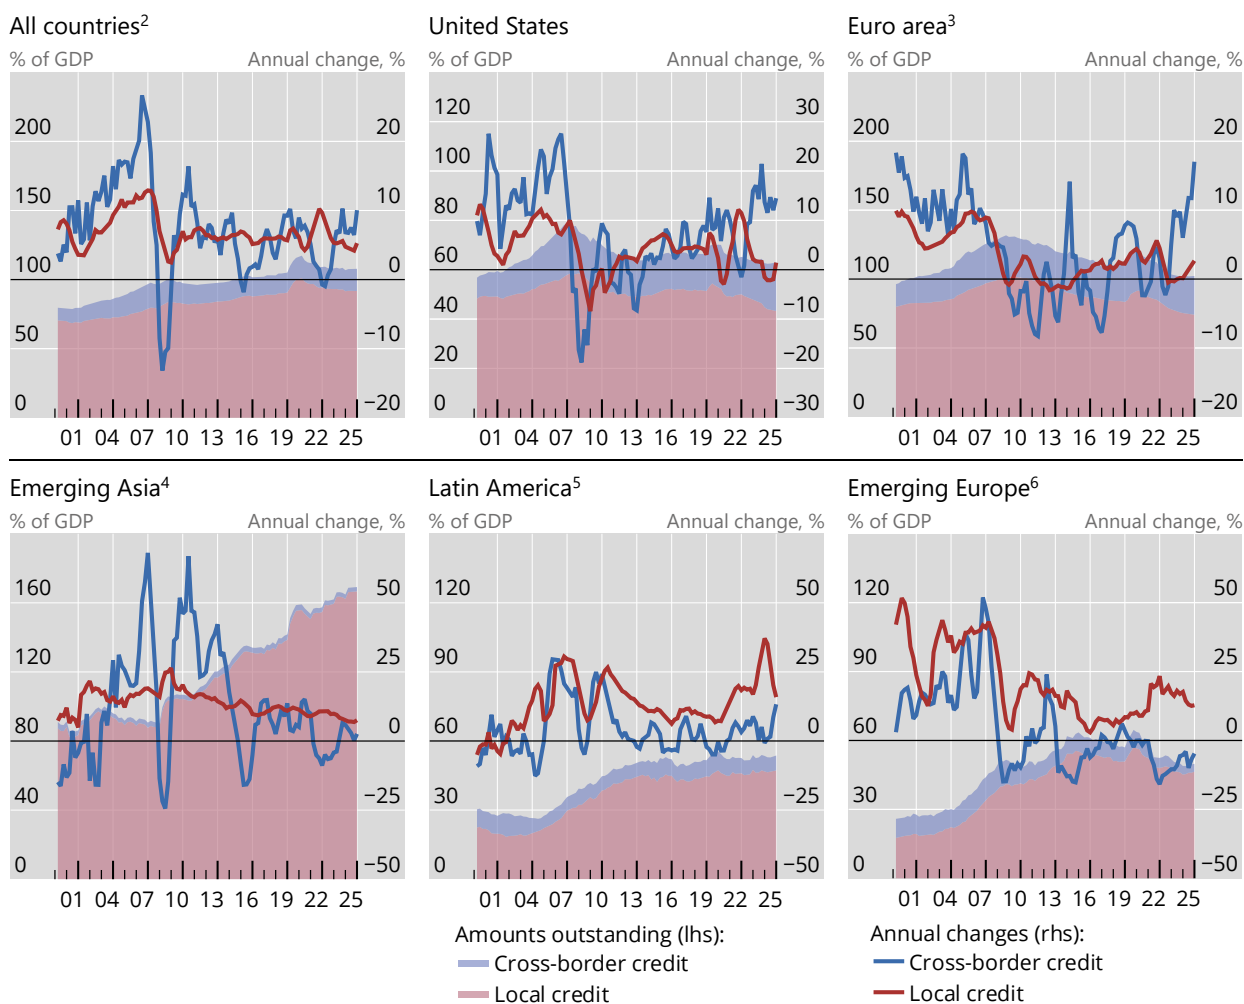 All countries²
United States
Euro area³
% of GDP Annual change, %
% of GDP Annual change, %
% of GDP Annual change, %
200 20
150 10
100 0
50 −10
0 −20
01 04 07 10 13 16 19 22 25
120 30
100 20
80 10
60 0
40 −10
20 −20
0 −30
01 04 07 10 13 16 19 22 25
200 20
150 10
100 0
50 −10
0 −20
01 04 07 10 13 16 19 22 25
Emerging Asia⁴
Latin America⁵
Emerging Europe⁶
% of GDP Annual change, %
% of GDP Annual change, %
% of GDP Annual change, %
160 50
120 25
80 0
40 −25
0 −50
01 04 07 10 13 16 19 22 25
120 50
90 25
60 0
30 −25
0 −50
01 04 07 10 13 16 19 22 25
120 50
90 25
60 0
30 −25
0 −50
01 04 07 10 13 16 19 22 25
Amounts outstanding (lhs):
Cross-border credit
Local credit
Annual changes (rhs):
Cross-border credit
Local credit